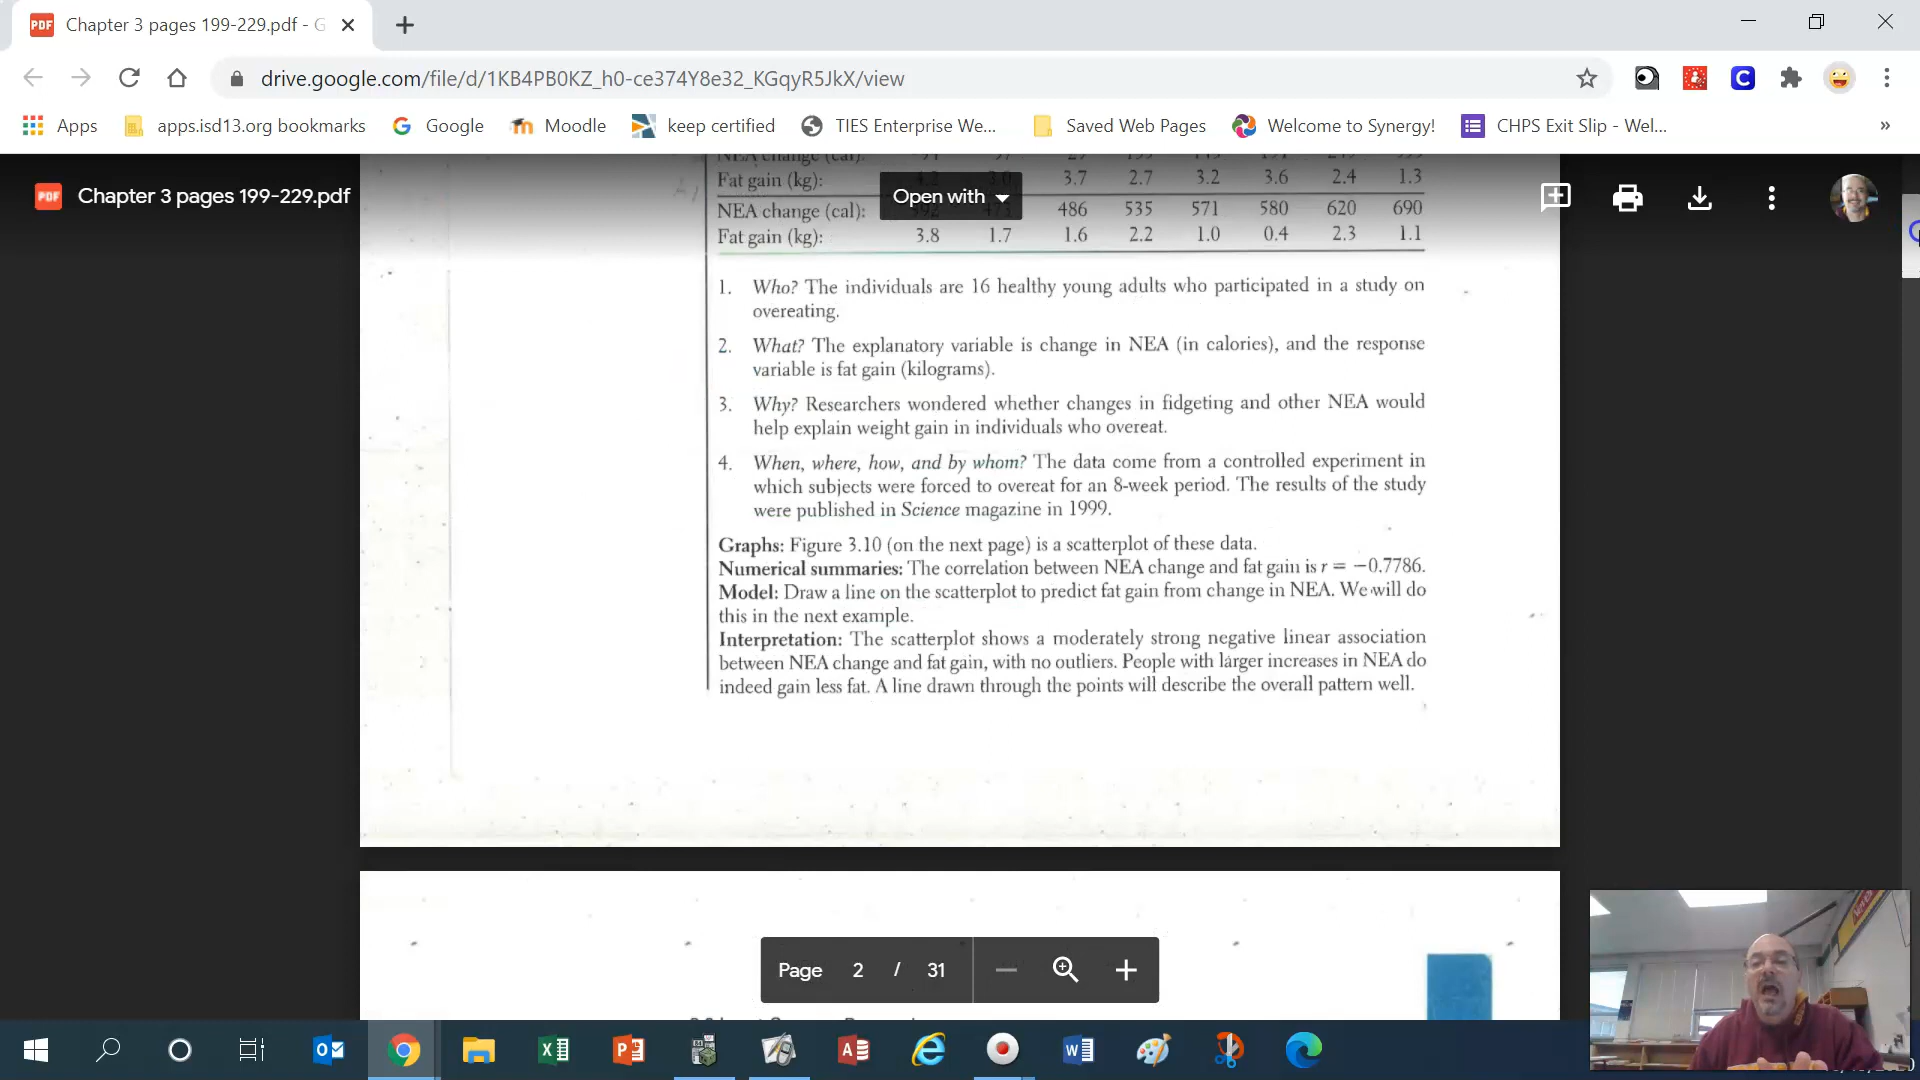 Chapter 3 pages 199-229.pdf - G
drive.google.com/file/d/1KB4PB0KZ_h0-ce374Y8e32_KGqyR5JkX/view
Apps apps.isd13.org bookmarks Google Moodle keep certified TIES Enterprise We... Saved Web Pages Welcome to Synergy! CHPS Exit Slip - Wel... »
PDF Chapter 3 pages 199-229.pdf
Open with
NEA change (cal):
Fat gain (kg): 4.2 3.0 3.7 2.7 3.2 3.6 2.4 1.3
NEA change (cal): 392 473 486 535 571 580 620 690
Fat gain (kg): 3.8 1.7 1.6 2.2 1.0 0.4 2.3 1.1
1. Who? The individuals are 16 healthy young adults who participated in a study on
overeating.
2. What? The explanatory variable is change in NEA (in calories), and the response
variable is fat gain (kilograms).
3. Why? Researchers wondered whether changes in fidgeting and other NEA would
help explain weight gain in individuals who overeat.
4. When, where, how, and by whom? The data come from a controlled experiment in
which subjects were forced to overeat for an 8-week period. The results of the study
were published in Science magazine in 1999.
Graphs: Figure 3.10 (on the next page) is a scatterplot of these data.
Numerical summaries: The correlation between NEA change and fat gain is r = −0.7786.
Model: Draw a line on the scatterplot to predict fat gain from change in NEA. We will do
this in the next example.
Interpretation: The scatterplot shows a moderately strong negative linear association
between NEA change and fat gain, with no outliers. People with larger increases in NEA do
indeed gain less fat. A line drawn through the points will describe the overall pattern well.
Page 2 / 31